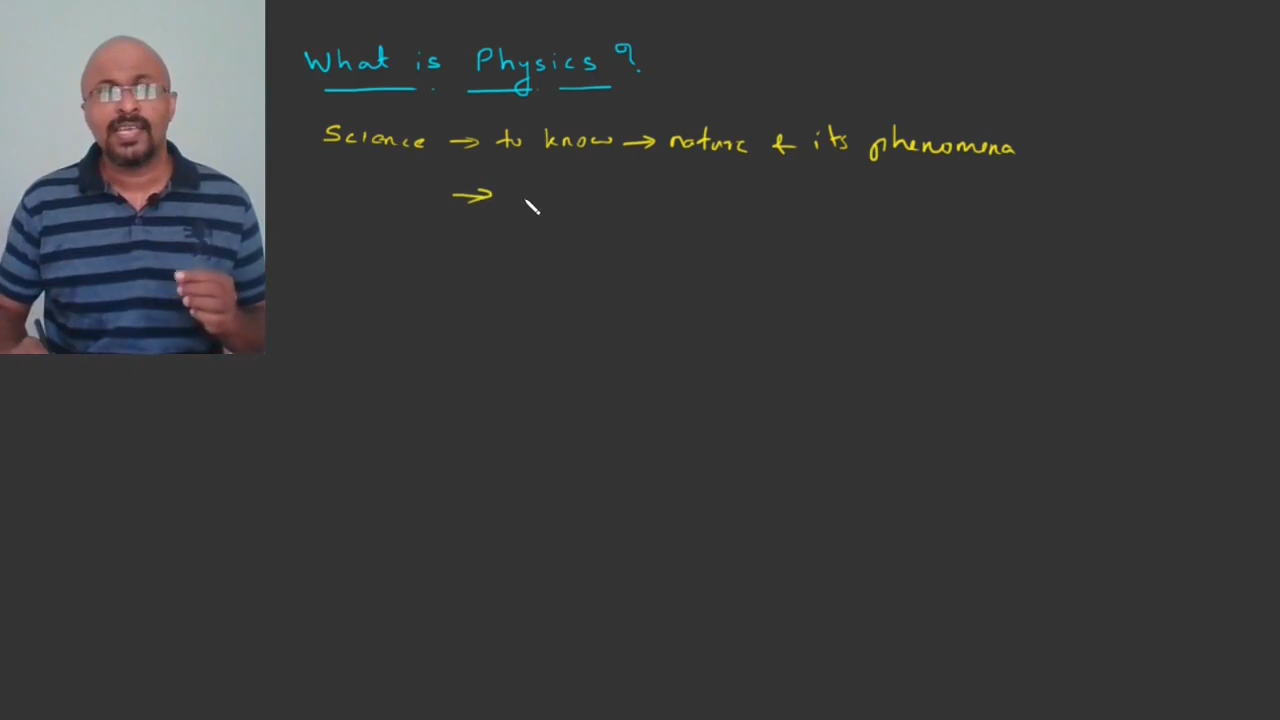 What is Physics ?
Science → to know → nature & its phenomena
→